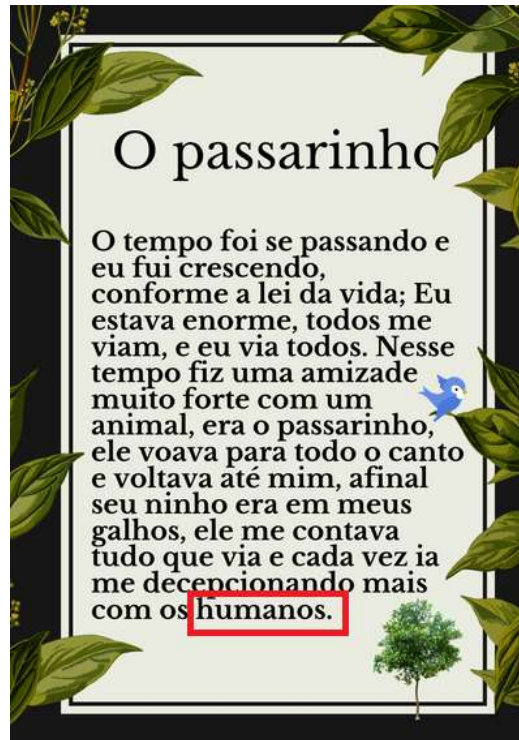 O passarinho
O tempo foi se passando e
eu fui crescendo,
conforme a lei da vida; Eu
estava enorme, todos me
viam, e eu via todos. Nesse
tempo fiz uma amizade
muito forte com um
animal, era o passarinho,
ele voava para todo o canto
e voltava até mim, afinal
seu ninho era em meus
galhos, ele me contava
tudo que via e cada vez ia
me decepcionando mais
com os humanos.